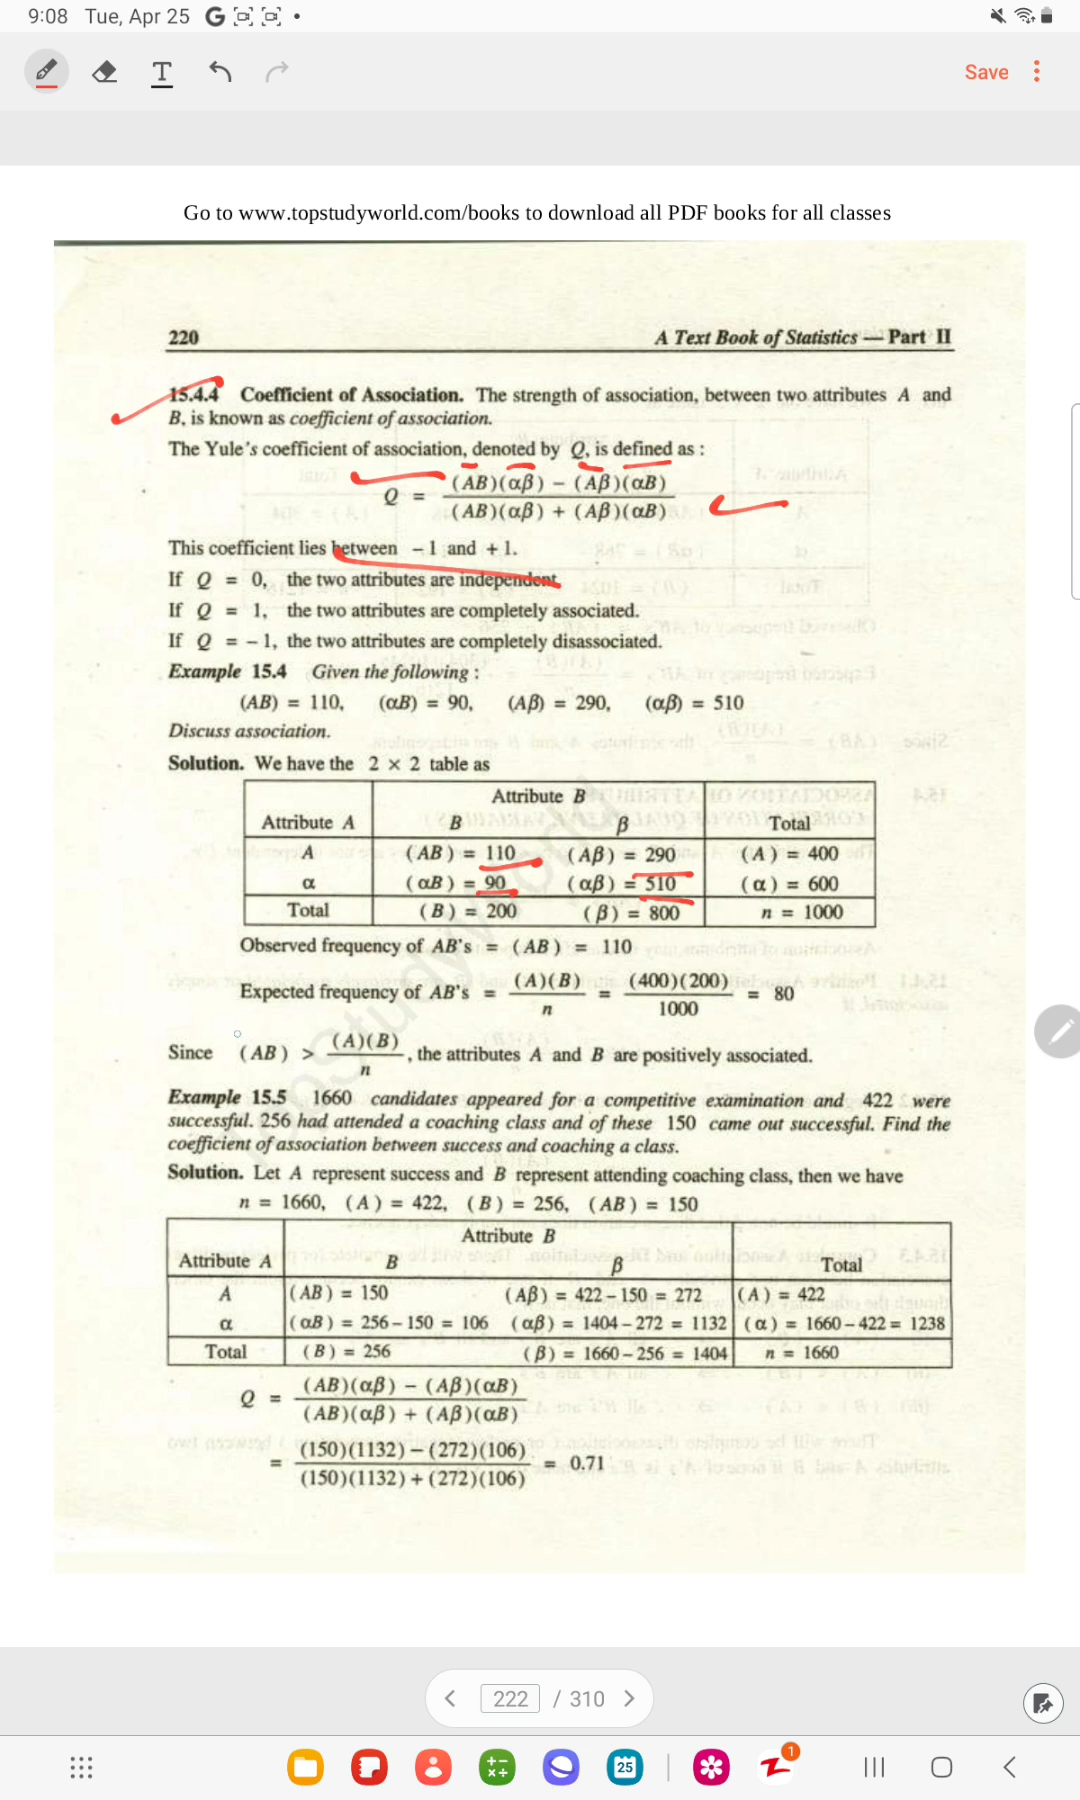 9:08 Tue, Apr 25 G
T
Save
Go to www.topstudyworld.com/books to download all PDF books for all classes
220 A Text Book of Statistics — Part II
15.4.4 Coefficient of Association. The strength of association, between two attributes A and
B, is known as coefficient of association.
The Yule's coefficient of association, denoted by Q, is defined as :
Q = (AB)(αβ) − (Aβ)(αB) / (AB)(αβ) + (Aβ)(αB)
This coefficient lies between − 1 and + 1.
If Q = 0, the two attributes are independent.
If Q = 1, the two attributes are completely associated.
If Q = − 1, the two attributes are completely disassociated.
Example 15.4 Given the following :
(AB) = 110, (αB) = 90, (Aβ) = 290, (αβ) = 510
Discuss association.
Solution. We have the 2 × 2 table as
Attribute B
Attribute A B β Total
A (AB) = 110 (Aβ) = 290 (A) = 400
α (αB) = 90 (αβ) = 510 (α) = 600
Total (B) = 200 (β) = 800 n = 1000
Observed frequency of AB's = (AB) = 110
Expected frequency of AB's = (A)(B) / n = (400)(200) / 1000 = 80
Since (AB) > (A)(B) / n, the attributes A and B are positively associated.
Example 15.5 1660 candidates appeared for a competitive examination and 422 were
successful. 256 had attended a coaching class and of these 150 came out successful. Find the
coefficient of association between success and coaching a class.
Solution. Let A represent success and B represent attending coaching class, then we have
n = 1660, (A) = 422, (B) = 256, (AB) = 150
Attribute B
Attribute A B β Total
A (AB) = 150 (Aβ) = 422 − 150 = 272 (A) = 422
α (αB) = 256 − 150 = 106 (αβ) = 1404 − 272 = 1132 (α) = 1660 − 422 = 1238
Total (B) = 256 (β) = 1660 − 256 = 1404 n = 1660
Q = (AB)(αβ) − (Aβ)(αB) / (AB)(αβ) + (Aβ)(αB)
= (150)(1132) − (272)(106) / (150)(1132) + (272)(106) = 0.71
222 / 310
25
1